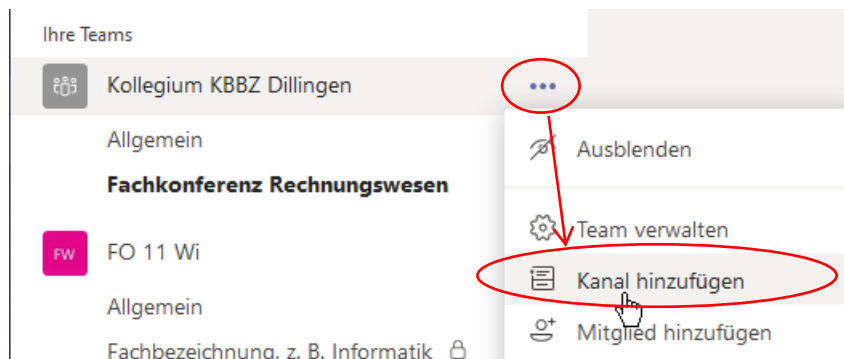 Ihre Teams
Kollegium KBBZ Dillingen
Allgemein
Fachkonferenz Rechnungswesen
FW FO 11 Wi
Allgemein
Fachbezeichnung, z. B. Informatik
Ausblenden
Team verwalten
Kanal hinzufügen
Mitglied hinzufügen